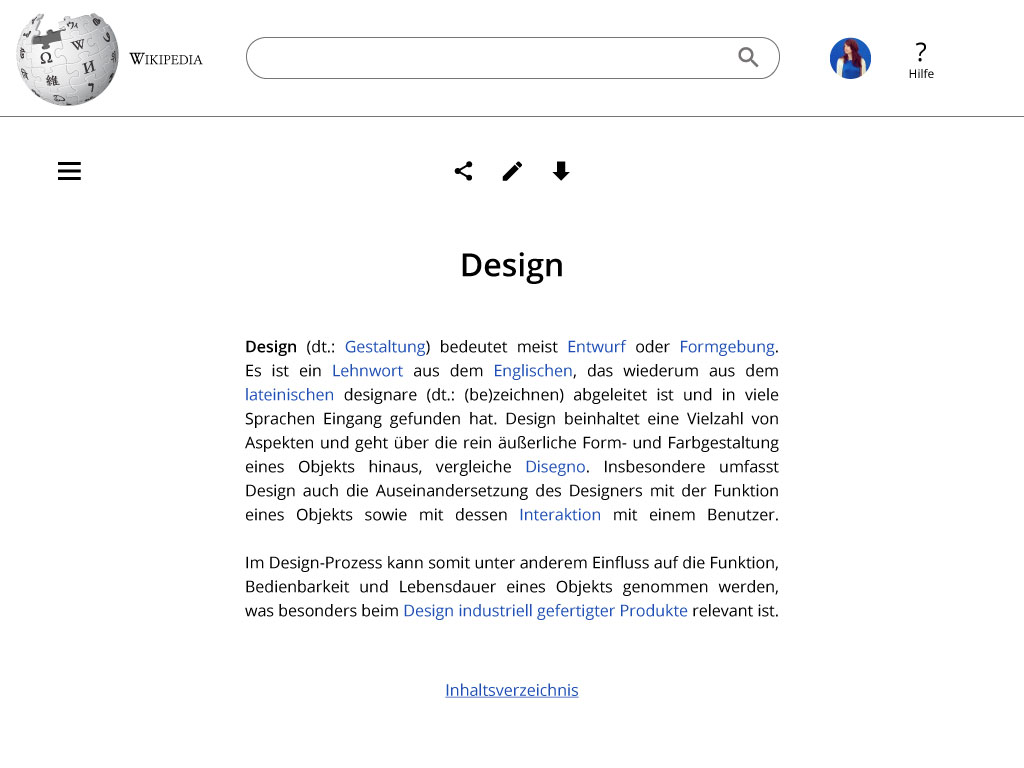 WIKIPEDIA
?
Hilfe
Design
Design (dt.: Gestaltung) bedeutet meist Entwurf oder Formgebung.
Es ist ein Lehnwort aus dem Englischen, das wiederum aus dem
lateinischen designare (dt.: (be)zeichnen) abgeleitet ist und in viele
Sprachen Eingang gefunden hat. Design beinhaltet eine Vielzahl von
Aspekten und geht über die rein äußerliche Form- und Farbgestaltung
eines Objekts hinaus, vergleiche Disegno. Insbesondere umfasst
Design auch die Auseinandersetzung des Designers mit der Funktion
eines Objekts sowie mit dessen Interaktion mit einem Benutzer.
Im Design-Prozess kann somit unter anderem Einfluss auf die Funktion,
Bedienbarkeit und Lebensdauer eines Objekts genommen werden,
was besonders beim Design industriell gefertigter Produkte relevant ist.
Inhaltsverzeichnis